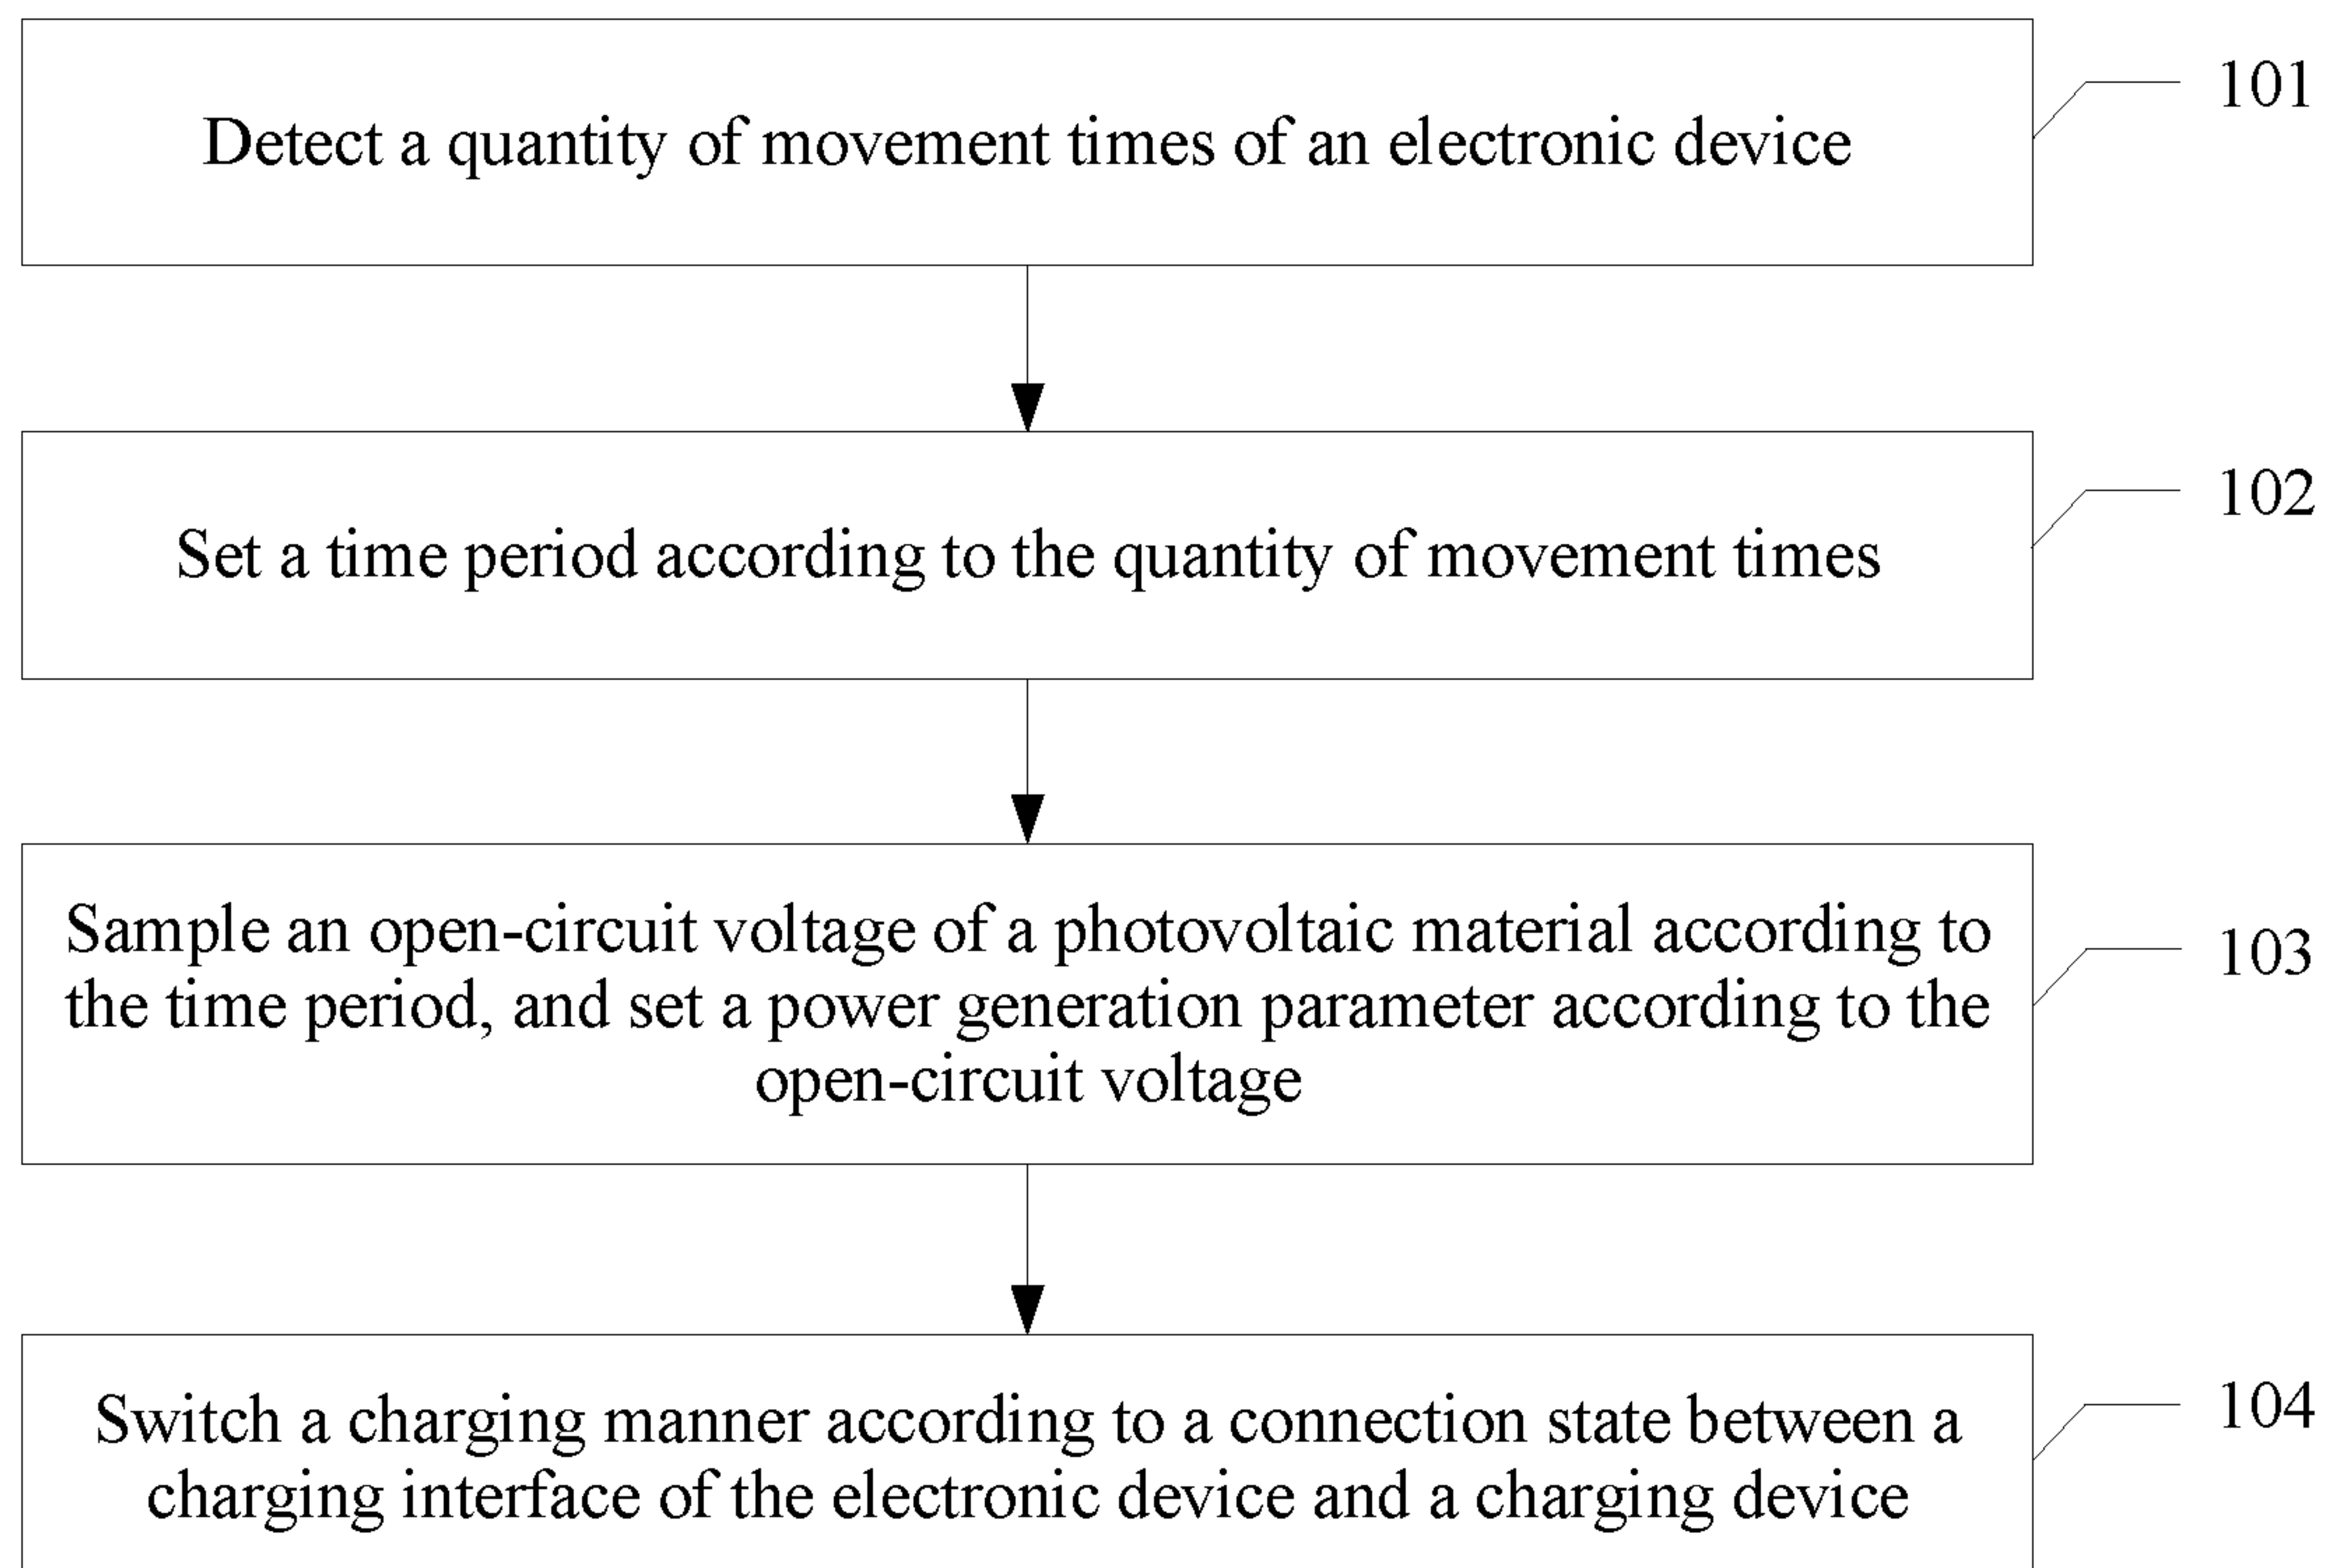 Detect a quantity of movement times of an electronic device
101
Set a time period according to the quantity of movement times
102
Sample an open-circuit voltage of a photovoltaic material according to
the time period, and set a power generation parameter according to the
open-circuit voltage
103
Switch a charging manner according to a connection state between a
charging interface of the electronic device and a charging device
104